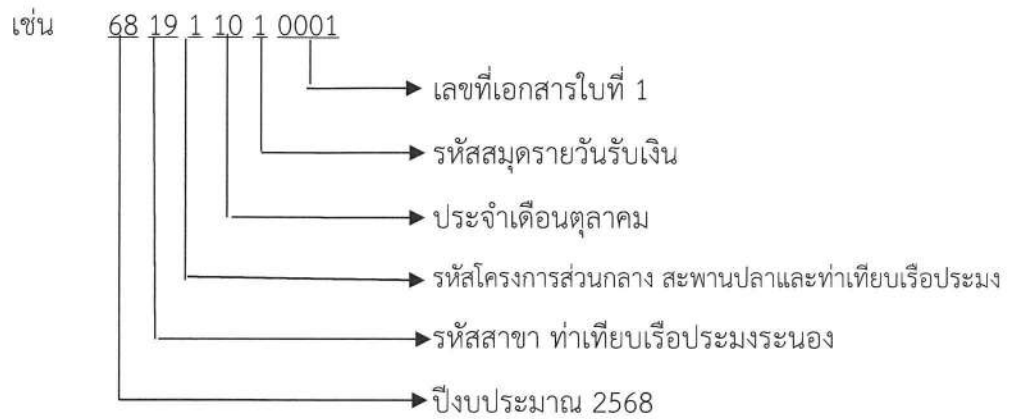 เช่น 68 19 1 10 1 0001
เลขที่เอกสารใบที่ 1
รหัสสมุดรายวันรับเงิน
ประจำเดือนตุลาคม
รหัสโครงการส่วนกลาง สะพานปลาและท่าเทียบเรือประมง
รหัสสาขา ท่าเทียบเรือประมงระนอง
ปีงบประมาณ 2568